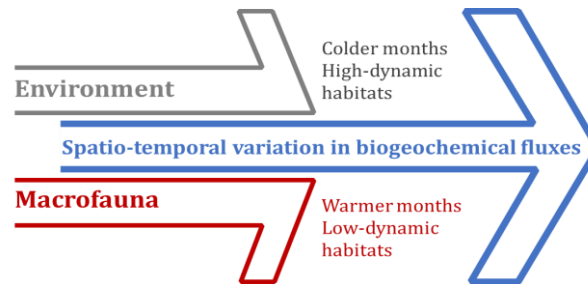 Colder months
High-dynamic
habitats
Environment
Spatio-temporal variation in biogeochemical fluxes
Macrofauna
Warmer months
Low-dynamic
habitats